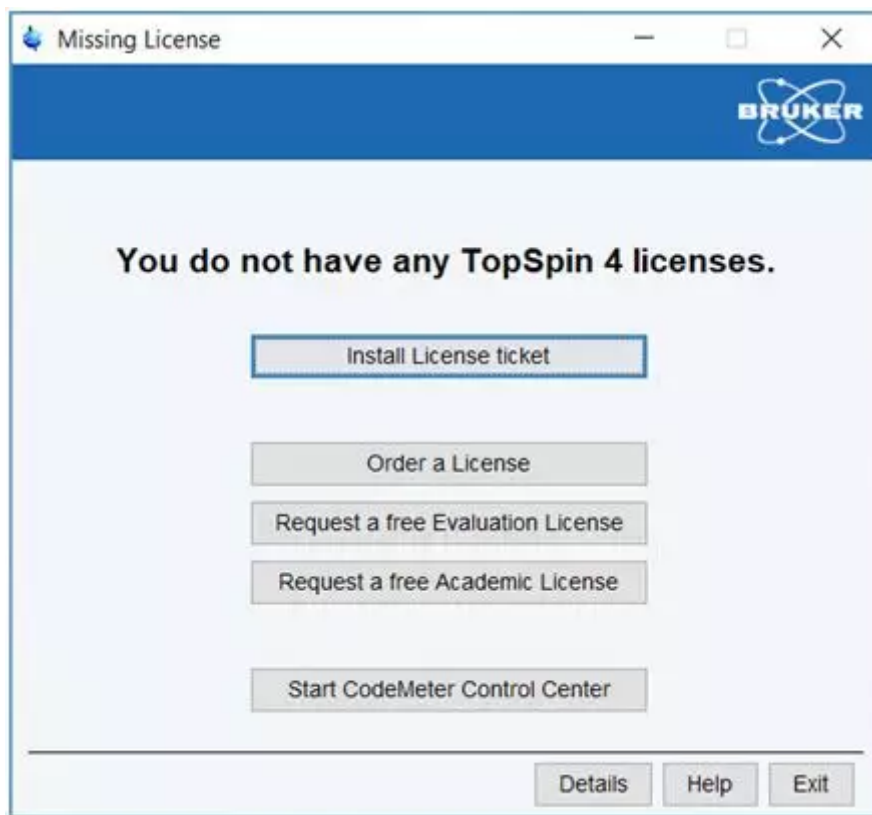 Missing License
BRUKER
You do not have any TopSpin 4 licenses.
Install License ticket
Order a License
Request a free Evaluation License
Request a free Academic License
Start CodeMeter Control Center
Details Help Exit